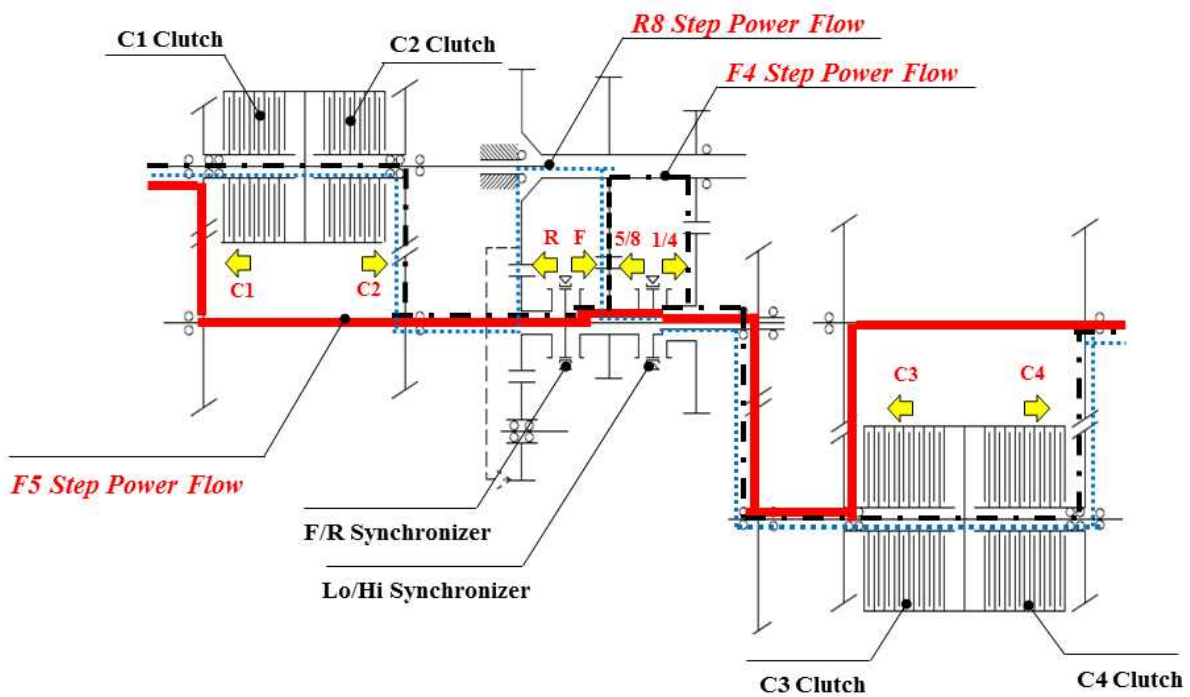 R8 Step Power Flow
C1 Clutch
C2 Clutch
F4 Step Power Flow
R F 5/8 1/4
C1 C2
C3 C4
F5 Step Power Flow
F/R Synchronizer
Lo/Hi Synchronizer
C3 Clutch
C4 Clutch